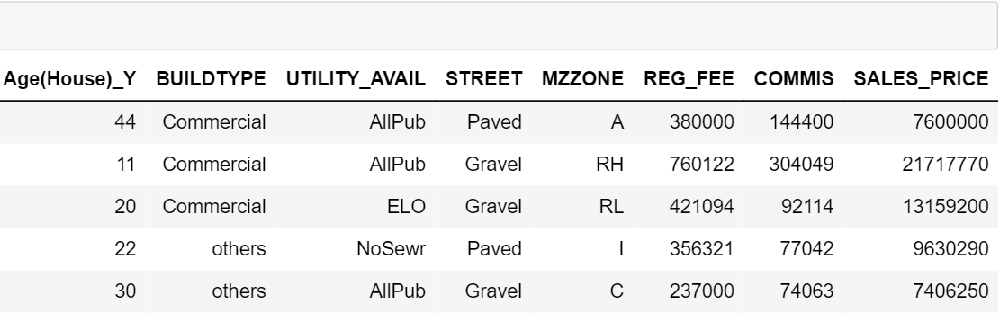 Age(House)_Y BUILDTYPE UTILITY_AVAIL STREET MZZONE REG_FEE COMMIS SALES_PRICE
44 Commercial AllPub Paved A 380000 144400 7600000
11 Commercial AllPub Gravel RH 760122 304049 21717770
20 Commercial ELO Gravel RL 421094 92114 13159200
22 others NoSewr Paved I 356321 77042 9630290
30 others AllPub Gravel C 237000 74063 7406250